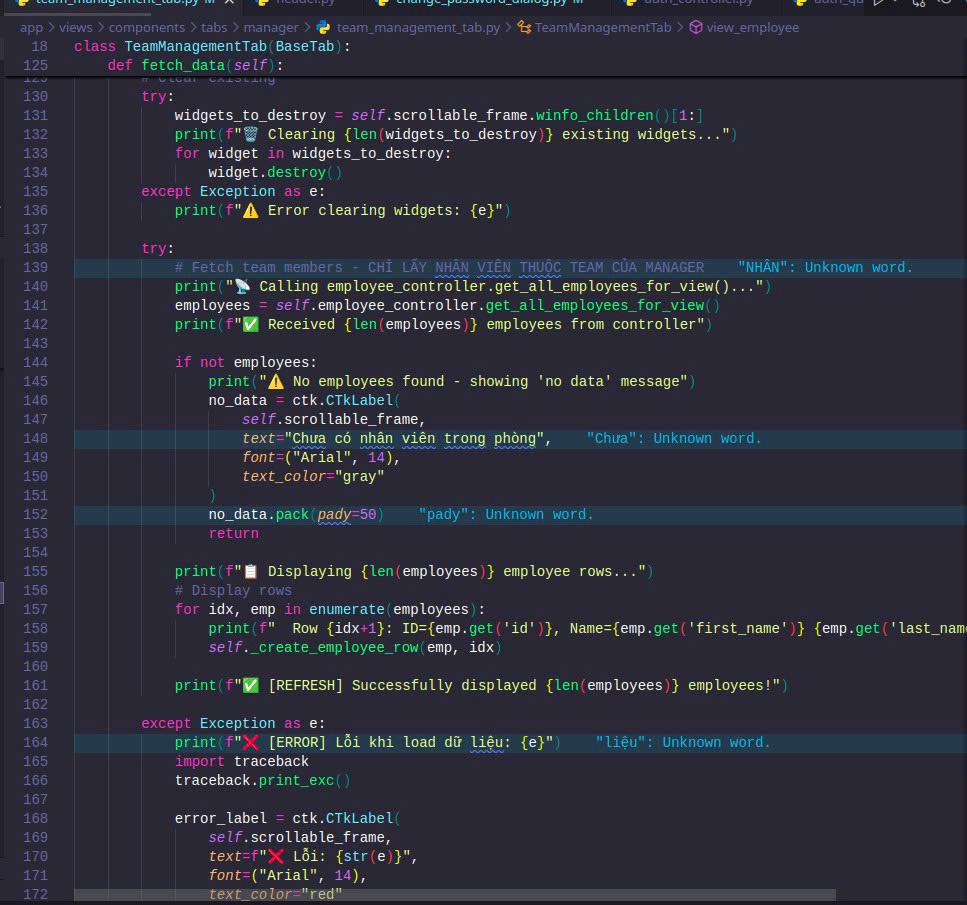 team_management_tab.py M
header.py
change_password_dialog.py M
auth_controller.py
app > views > components > tabs > manager > team_management_tab.py > TeamManagementTab > view_employee
18 class TeamManagementTab(BaseTab):
125 def fetch_data(self):
129 # Clear existing
130 try:
131 widgets_to_destroy = self.scrollable_frame.winfo_children()[1:]
132 print(f"🗑️ Clearing {len(widgets_to_destroy)} existing widgets...")
133 for widget in widgets_to_destroy:
134 widget.destroy()
135 except Exception as e:
136 print(f"⚠️ Error clearing widgets: {e}")
137
138 try:
139 # Fetch team members - CHỈ LẤY NHÂN VIÊN THUỘC TEAM CỦA MANAGER "NHÂN": Unknown word.
140 print("📡 Calling employee_controller.get_all_employees_for_view()...")
141 employees = self.employee_controller.get_all_employees_for_view()
142 print(f"✅ Received {len(employees)} employees from controller")
143
144 if not employees:
145 print("⚠️ No employees found - showing 'no data' message")
146 no_data = ctk.CTkLabel(
147 self.scrollable_frame,
148 text="Chưa có nhân viên trong phòng", "Chưa": Unknown word.
149 font=("Arial", 14),
150 text_color="gray"
151 )
152 no_data.pack(pady=50) "pady": Unknown word.
153 return
154
155 print(f"📋 Displaying {len(employees)} employee rows...")
156 # Display rows
157 for idx, emp in enumerate(employees):
158 print(f"  Row {idx+1}: ID={emp.get('id')}, Name={emp.get('first_name')} {emp.get('last_name
159 self._create_employee_row(emp, idx)
160
161 print(f"✅ [REFRESH] Successfully displayed {len(employees)} employees!")
162
163 except Exception as e:
164 print(f"❌ [ERROR] Lỗi khi load dữ liệu: {e}") "liệu": Unknown word.
165 import traceback
166 traceback.print_exc()
167
168 error_label = ctk.CTkLabel(
169 self.scrollable_frame,
170 text=f"❌ Lỗi: {str(e)}",
171 font=("Arial", 14),
172 text_color="red"